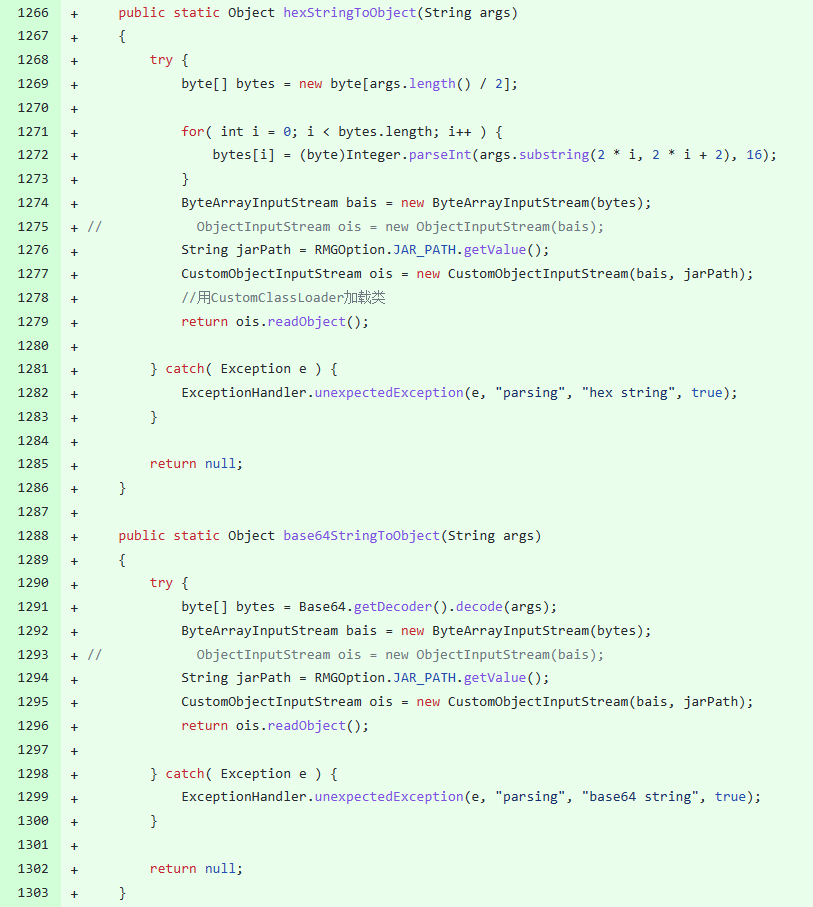 1266 +     public static Object hexStringToObject(String args)
1267 +     {
1268 +         try {
1269 +             byte[] bytes = new byte[args.length() / 2];
1270 +
1271 +             for( int i = 0; i < bytes.length; i++ ) {
1272 +                 bytes[i] = (byte)Integer.parseInt(args.substring(2 * i, 2 * i + 2), 16);
1273 +             }
1274 +             ByteArrayInputStream bais = new ByteArrayInputStream(bytes);
1275 + //            ObjectInputStream ois = new ObjectInputStream(bais);
1276 +             String jarPath = RMGOption.JAR_PATH.getValue();
1277 +             CustomObjectInputStream ois = new CustomObjectInputStream(bais, jarPath);
1278 +             //用CustomClassLoader加载类
1279 +             return ois.readObject();
1280 +
1281 +         } catch( Exception e ) {
1282 +             ExceptionHandler.unexpectedException(e, "parsing", "hex string", true);
1283 +         }
1284 +
1285 +         return null;
1286 +     }
1287 +
1288 +     public static Object base64StringToObject(String args)
1289 +     {
1290 +         try {
1291 +             byte[] bytes = Base64.getDecoder().decode(args);
1292 +             ByteArrayInputStream bais = new ByteArrayInputStream(bytes);
1293 + //            ObjectInputStream ois = new ObjectInputStream(bais);
1294 +             String jarPath = RMGOption.JAR_PATH.getValue();
1295 +             CustomObjectInputStream ois = new CustomObjectInputStream(bais, jarPath);
1296 +             return ois.readObject();
1297 +
1298 +         } catch( Exception e ) {
1299 +             ExceptionHandler.unexpectedException(e, "parsing", "base64 string", true);
1300 +         }
1301 +
1302 +         return null;
1303 +     }